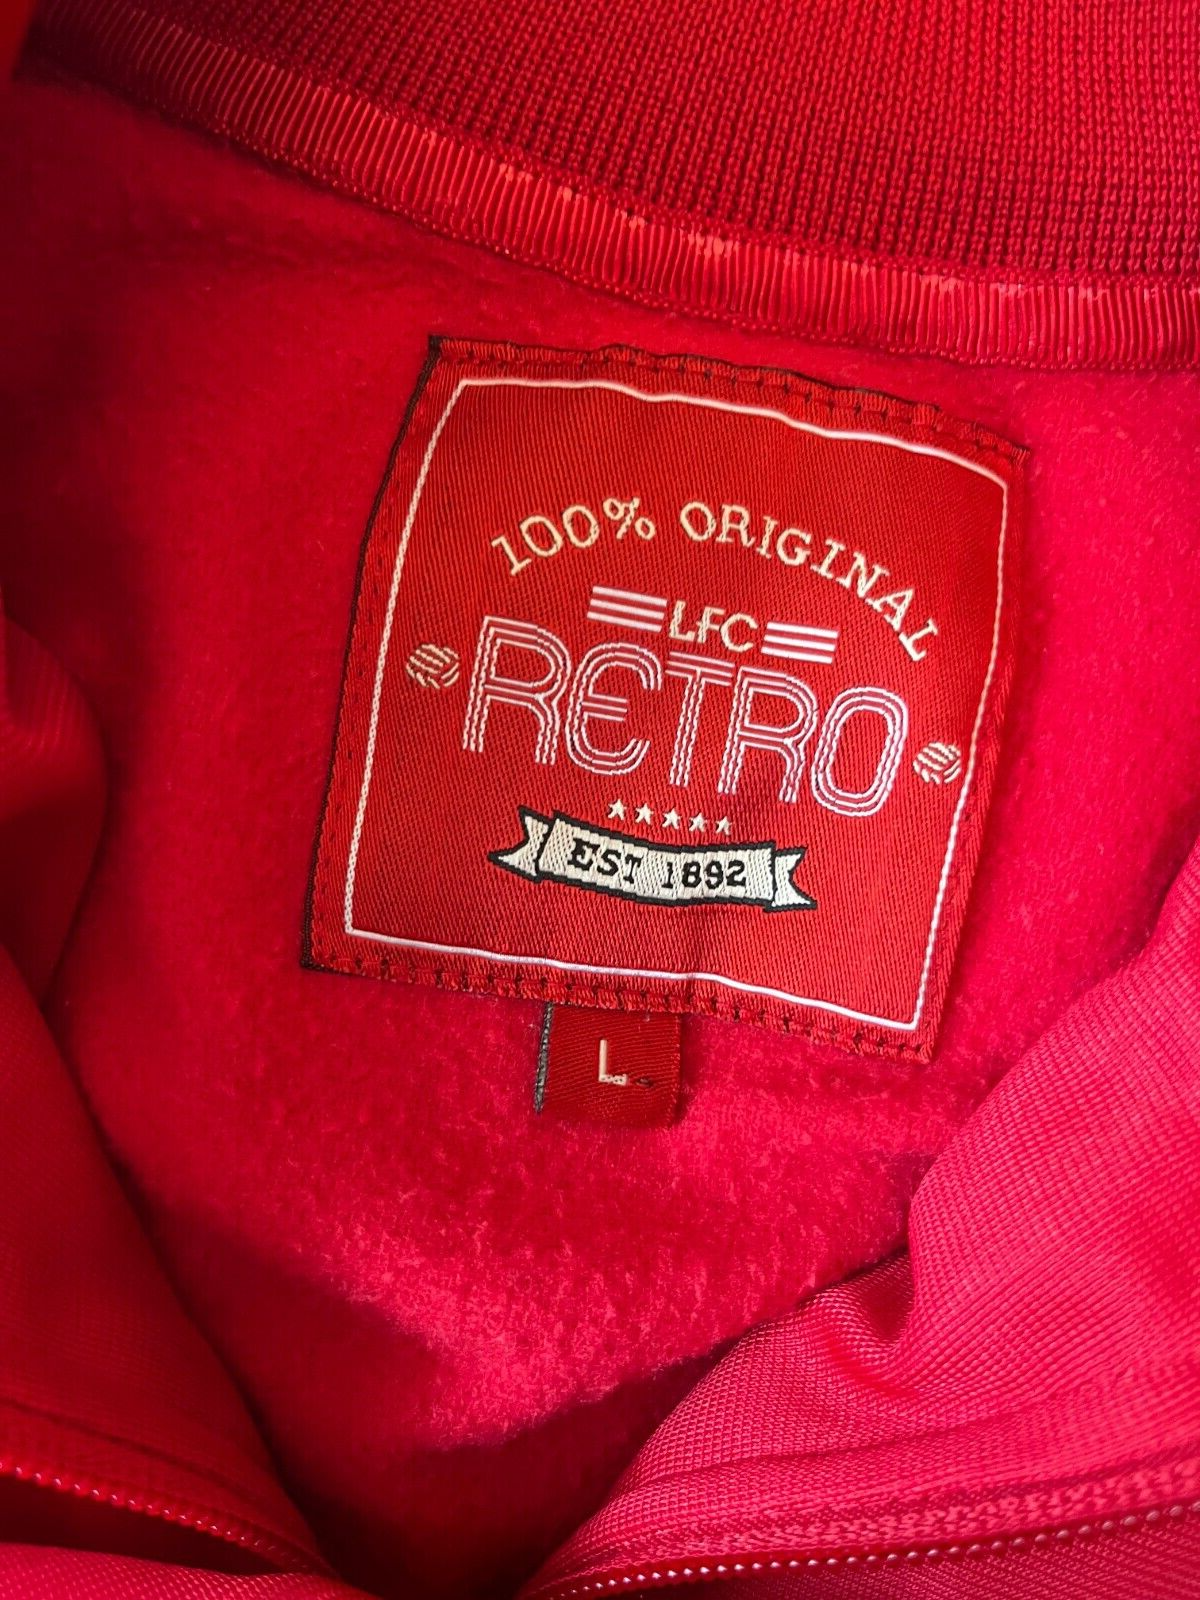 100% ORIGINAL
LFC
RETRO
EST 1892
L